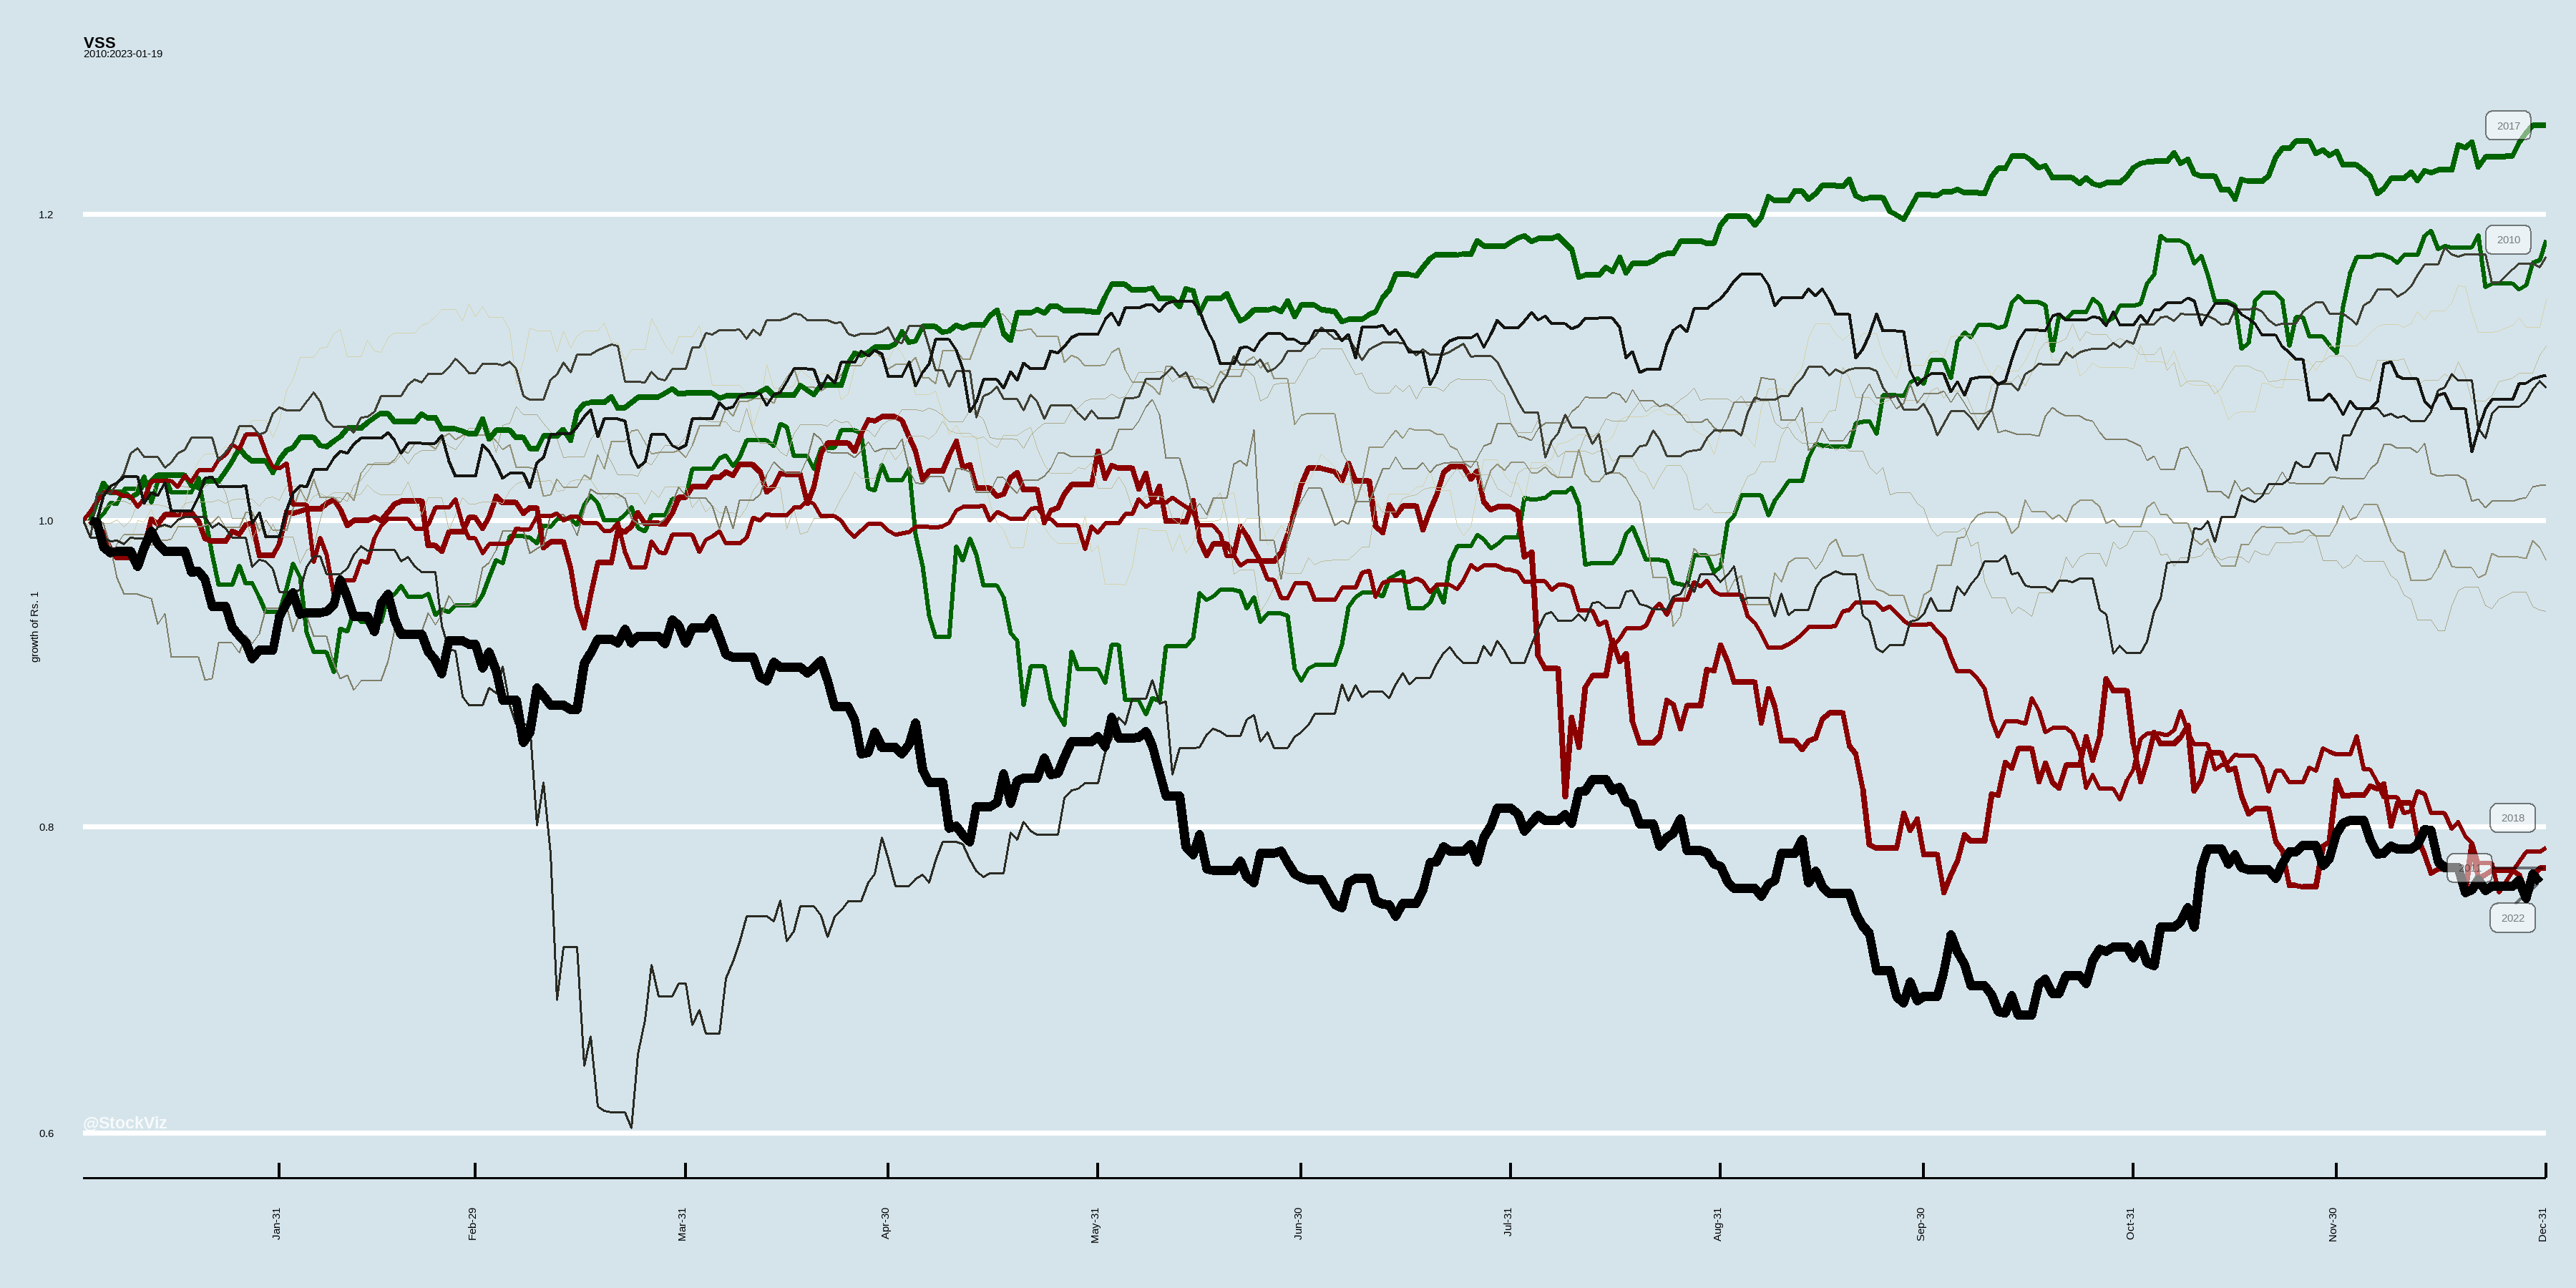 VSS
2010:2023-01-19
2017
1.2
2010
1.0
growth of Rs. 1
0.8
2018
2022
@StockViz
0.6
Jan-31
Feb-29
Mar-31
Apr-30
May-31
Jun-30
Jul-31
Aug-31
Sep-30
Oct-31
Nov-30
Dec-31